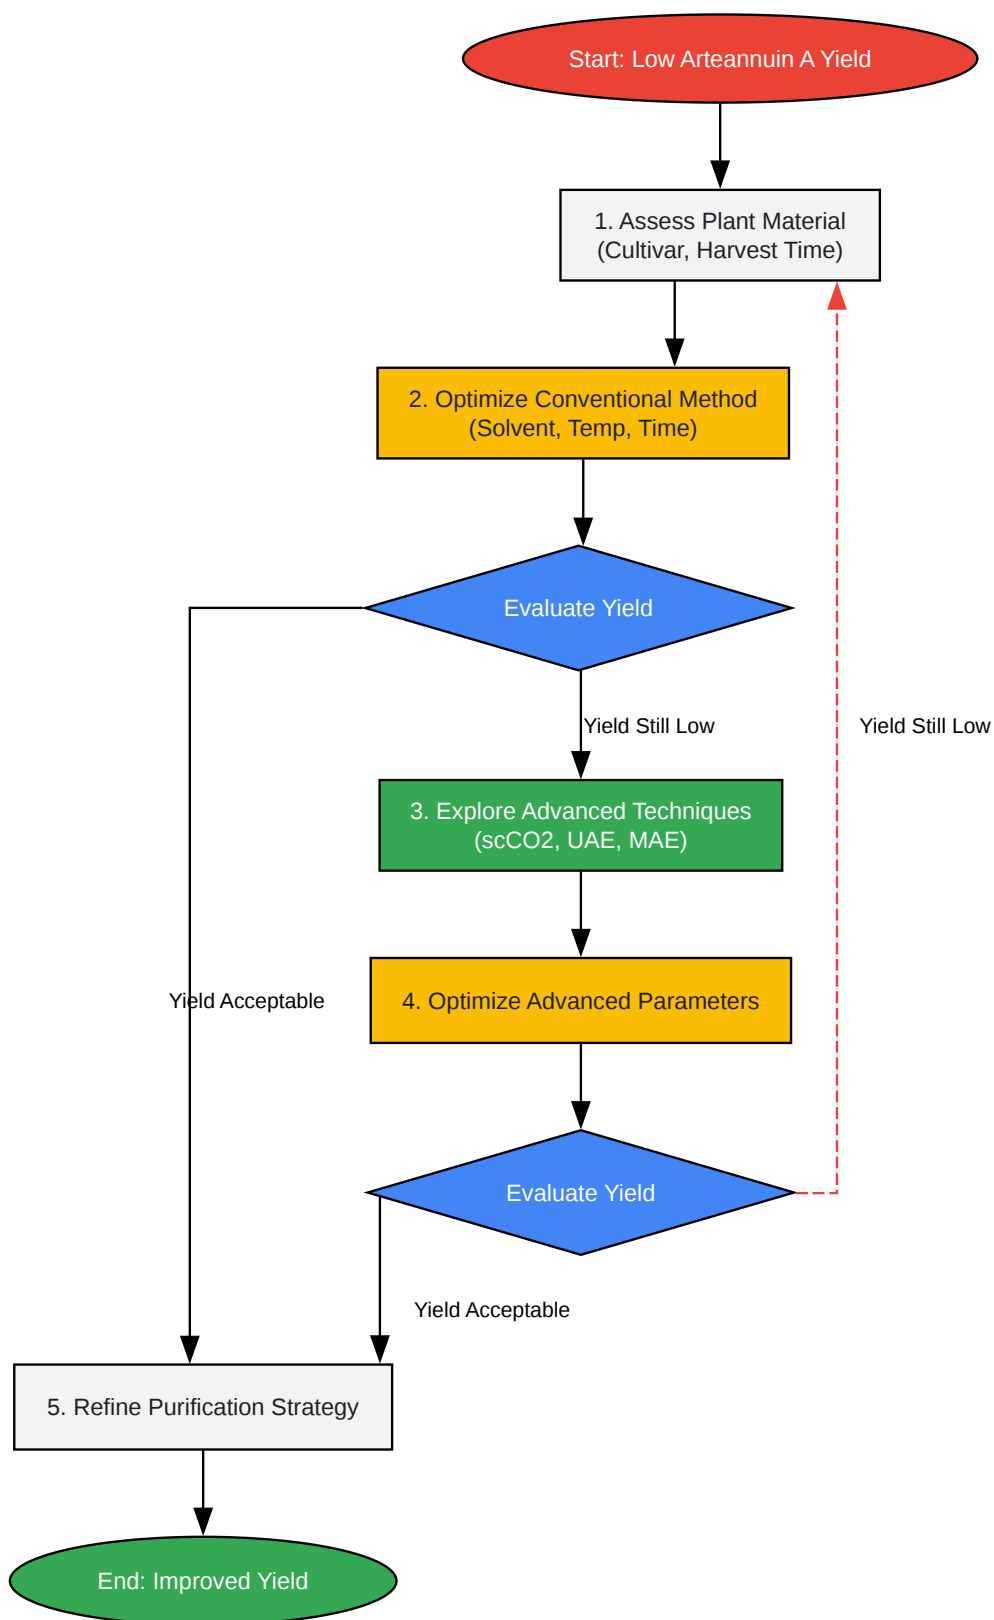 Start: Low Arteannuin A Yield
1. Assess Plant Material
(Cultivar, Harvest Time)
2. Optimize Conventional Method
(Solvent, Temp, Time)
Evaluate Yield
Yield Still Low
Yield Still Low
3. Explore Advanced Techniques
(scCO2, UAE, MAE)
Yield Acceptable
4. Optimize Advanced Parameters
Evaluate Yield
Yield Acceptable
5. Refine Purification Strategy
End: Improved Yield